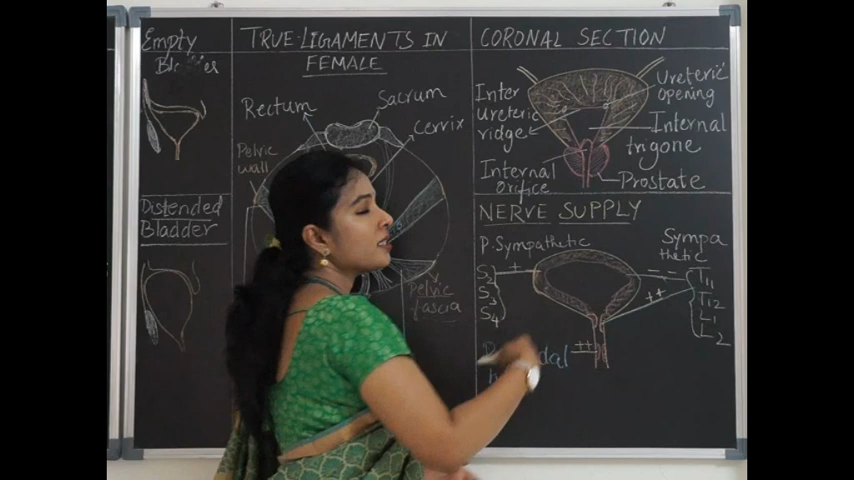 Empty
Distended
Bladder
TRUE-LIGAMENTS IN
FEMALE
Rectum
Sacrum
Cervix
Pelvic
wall
Pelvic
fascia
CORONAL SECTION
Inter
Ureteric
ridge
Ureteric
Opening
Internal
trigone
Internal
Orifice
Prostate
NERVE SUPPLY
P.Sympathetic
+
S2
S3
S4
Sympa
thetic
- -
++
T11
T12
L1
L2
++